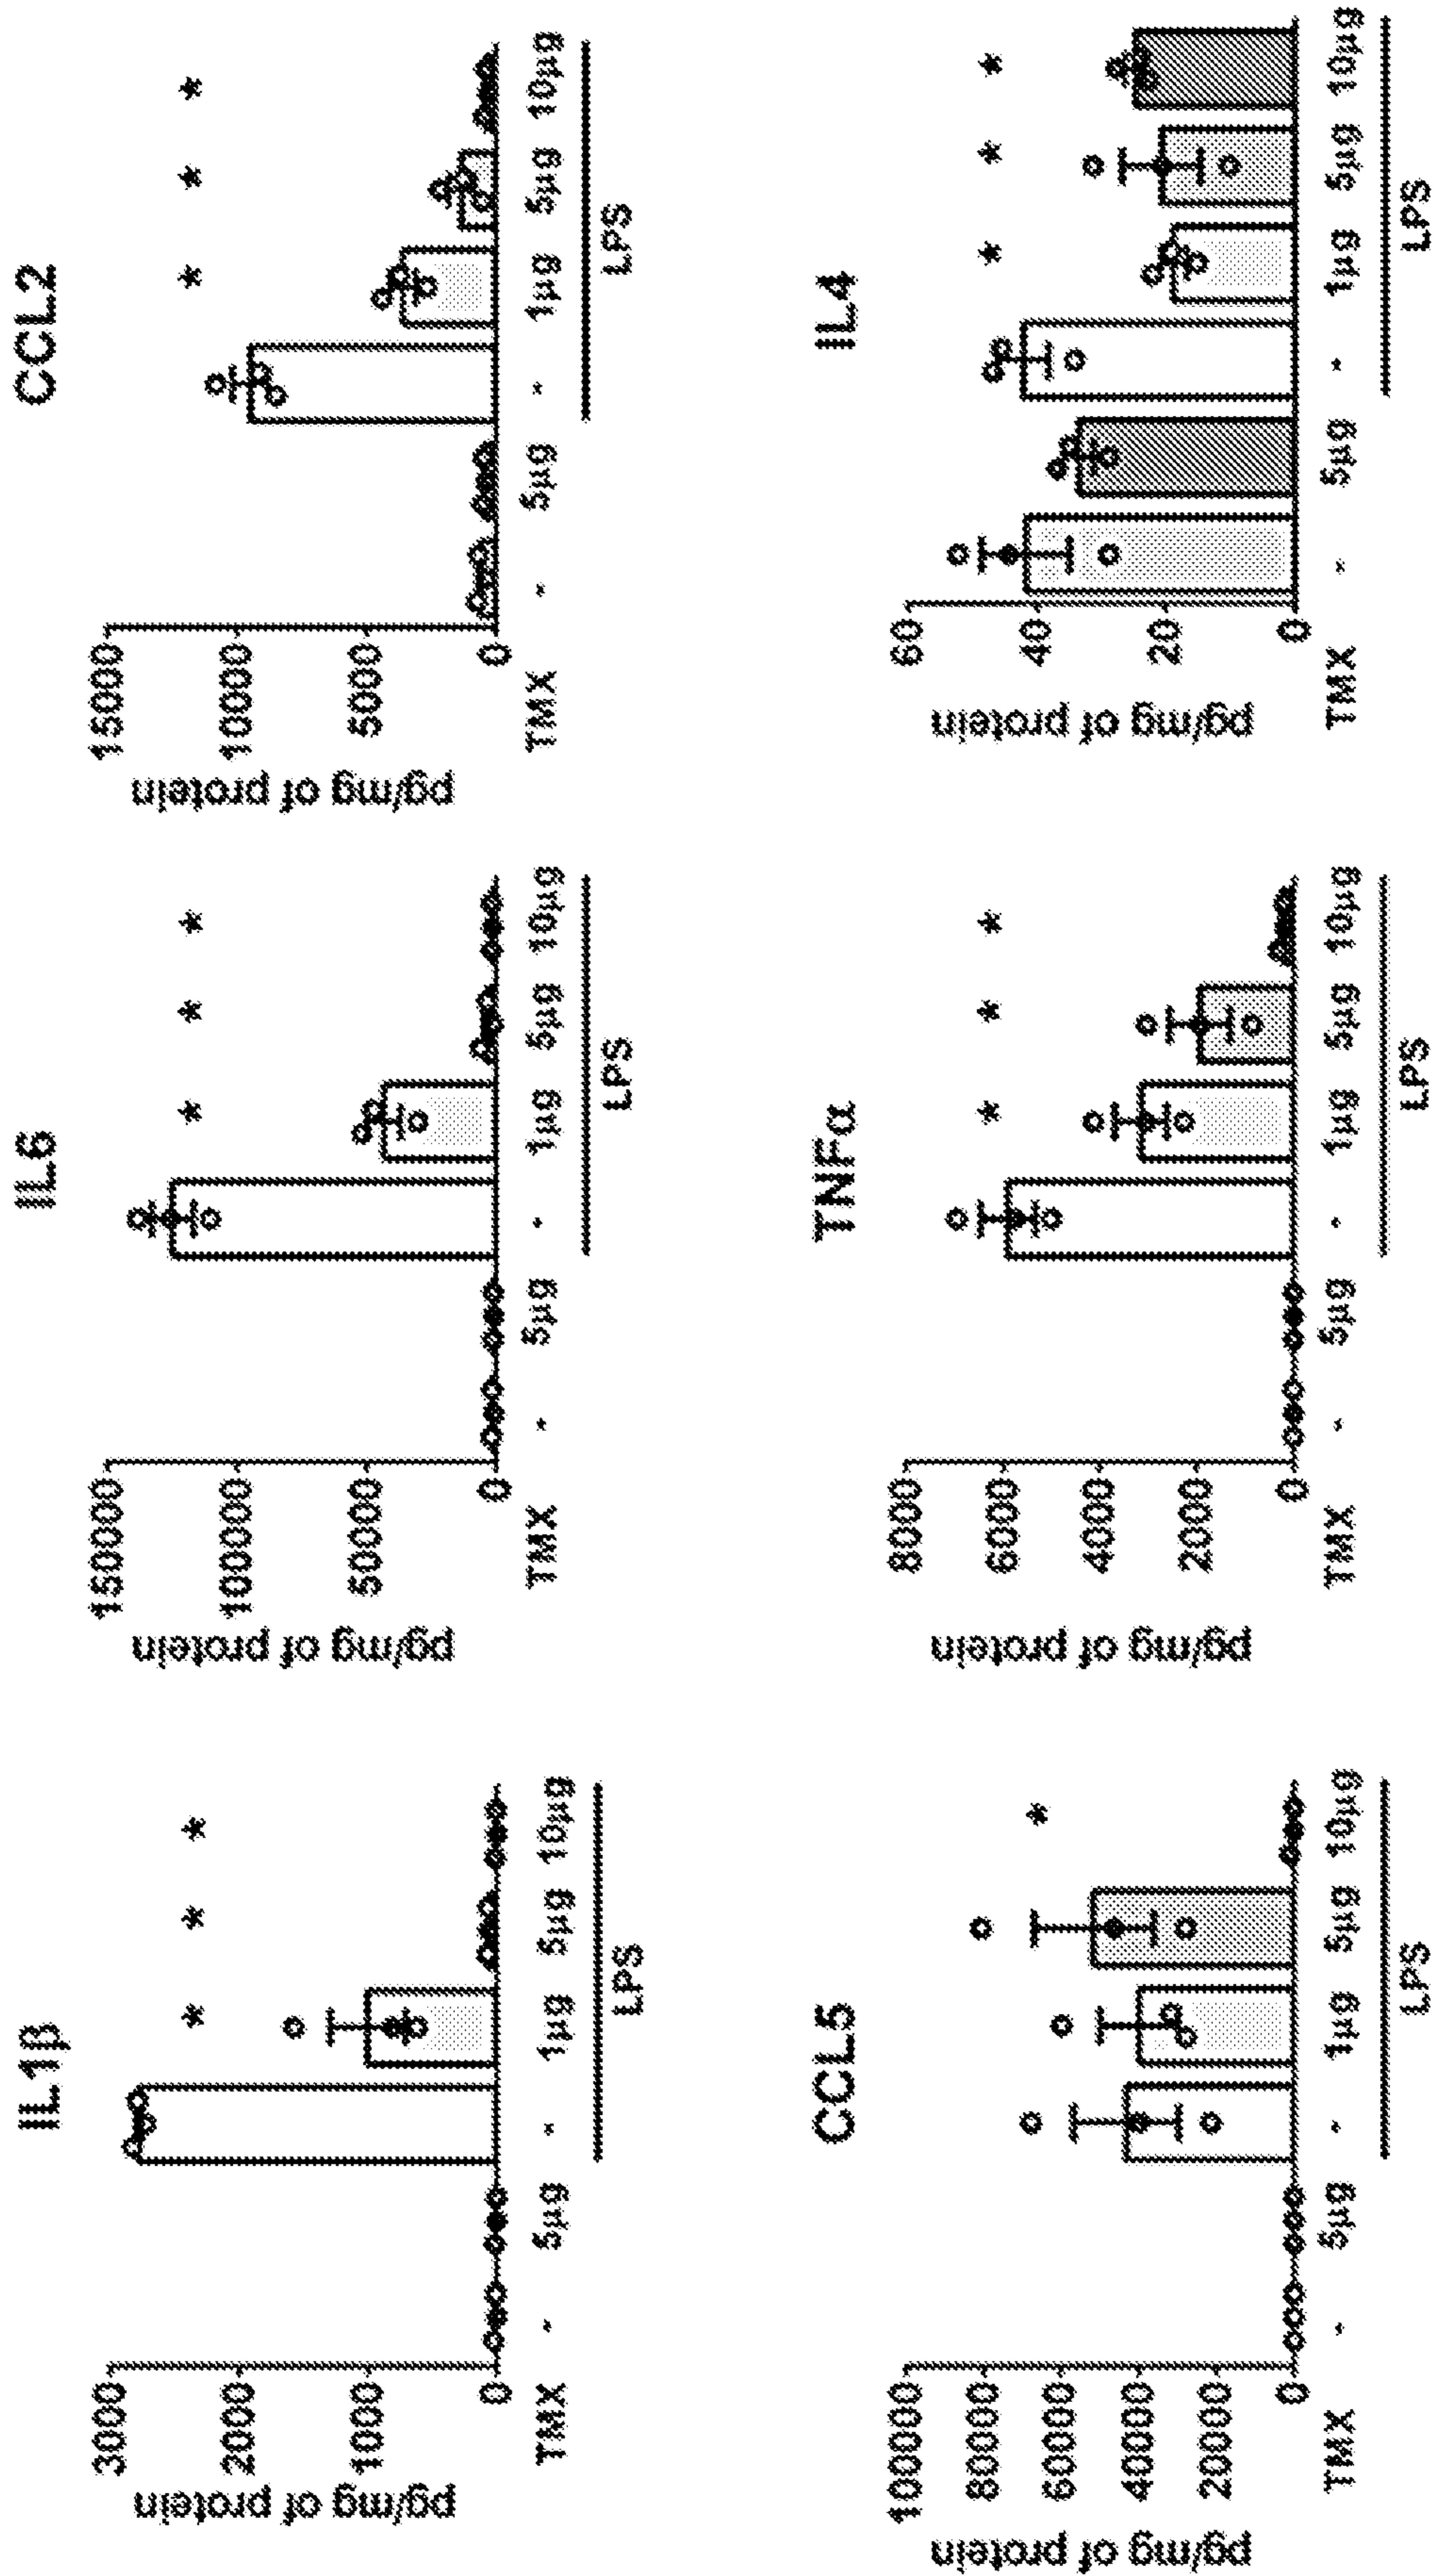 IL1β
pg/mg of protein
3000
2000
1000
0
TMX - 5µg - 1µg 5µg 10µg
* * *
LPS
IL6
pg/mg of protein
150000
100000
50000
0
TMX - 5µg - 1µg 5µg 10µg
* * *
LPS
CCL2
pg/mg of protein
15000
10000
5000
0
TMX - 5µg - 1µg 5µg 10µg
* * *
LPS
CCL5
pg/mg of protein
100000
80000
60000
40000
20000
0
TMX - 5µg - 1µg 5µg 10µg
*
LPS
TNFα
pg/mg of protein
8000
6000
4000
2000
0
TMX - 5µg - 1µg 5µg 10µg
* * *
LPS
IL4
pg/mg of protein
60
40
20
0
TMX - 5µg - 1µg 5µg 10µg
* * *
LPS